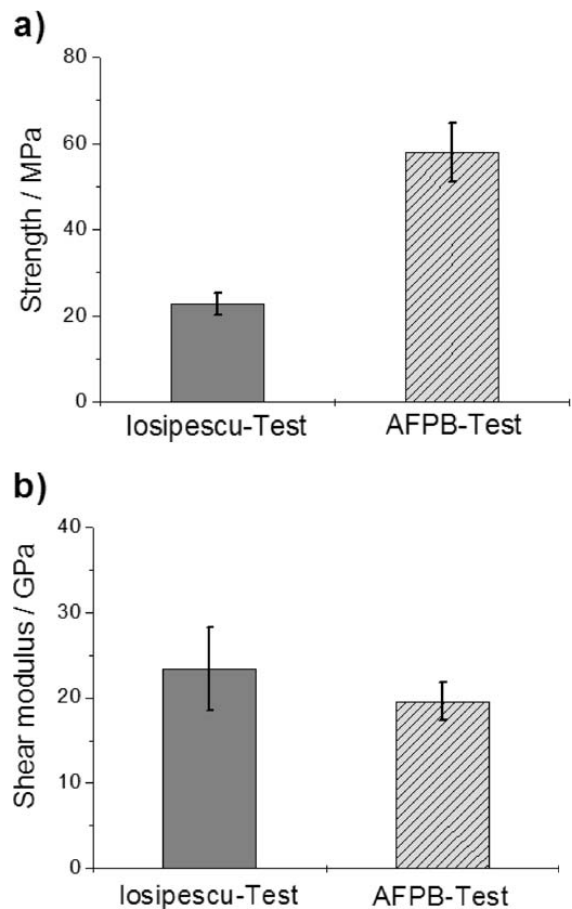 a)
80
60
40
20
0
Strength / MPa
Iosipescu-Test AFPB-Test
b)
40
30
20
10
0
Shear modulus / GPa
Iosipescu-Test AFPB-Test